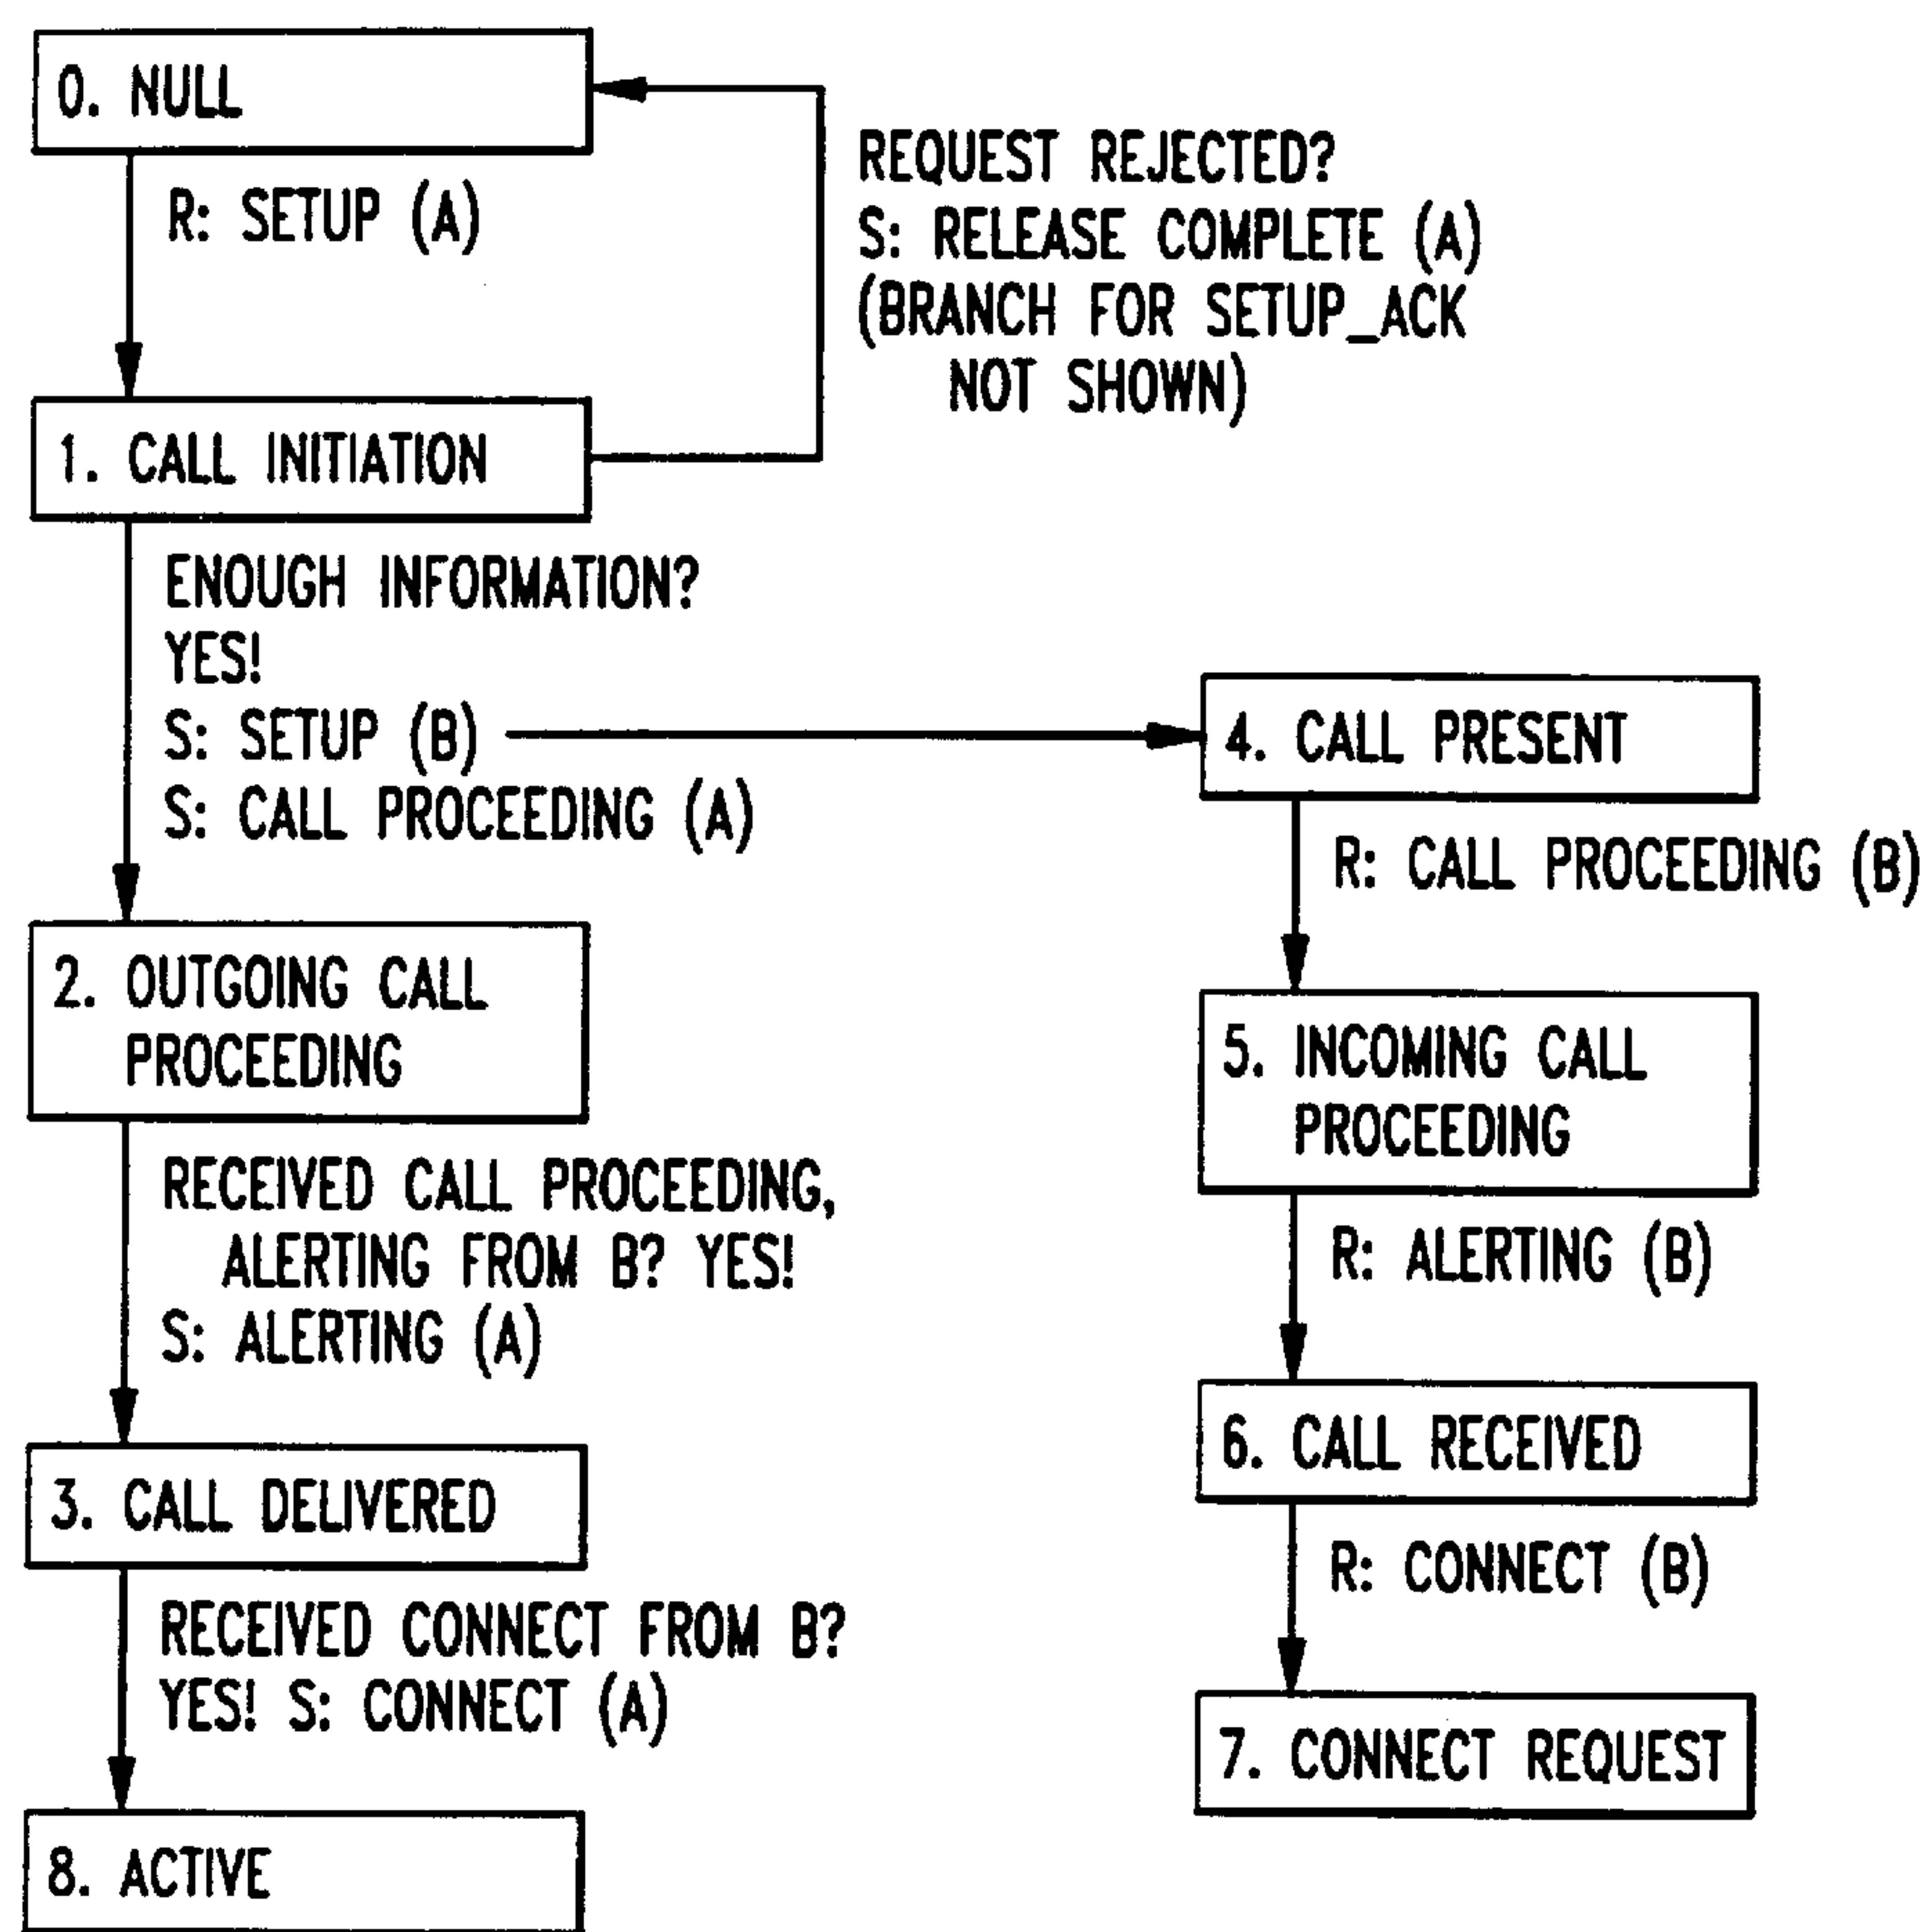 0. NULL
R: SETUP (A)
REQUEST REJECTED?
S: RELEASE COMPLETE (A)
(BRANCH FOR SETUP_ACK
NOT SHOWN)
1. CALL INITIATION
ENOUGH INFORMATION?
YES!
S: SETUP (B)
S: CALL PROCEEDING (A)
2. OUTGOING CALL
PROCEEDING
RECEIVED CALL PROCEEDING,
ALERTING FROM B? YES!
S: ALERTING (A)
3. CALL DELIVERED
RECEIVED CONNECT FROM B?
YES! S: CONNECT (A)
8. ACTIVE
4. CALL PRESENT
R: CALL PROCEEDING (B)
5. INCOMING CALL
PROCEEDING
R: ALERTING (B)
6. CALL RECEIVED
R: CONNECT (B)
7. CONNECT REQUEST